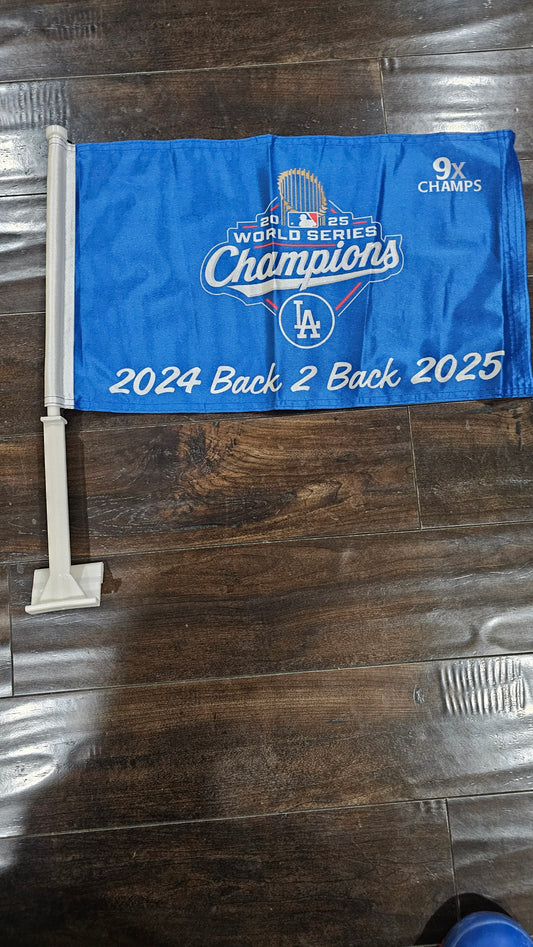 9X
CHAMPS
2025
WORLD SERIES
Champions
LA
2024 Back 2 Back 2025